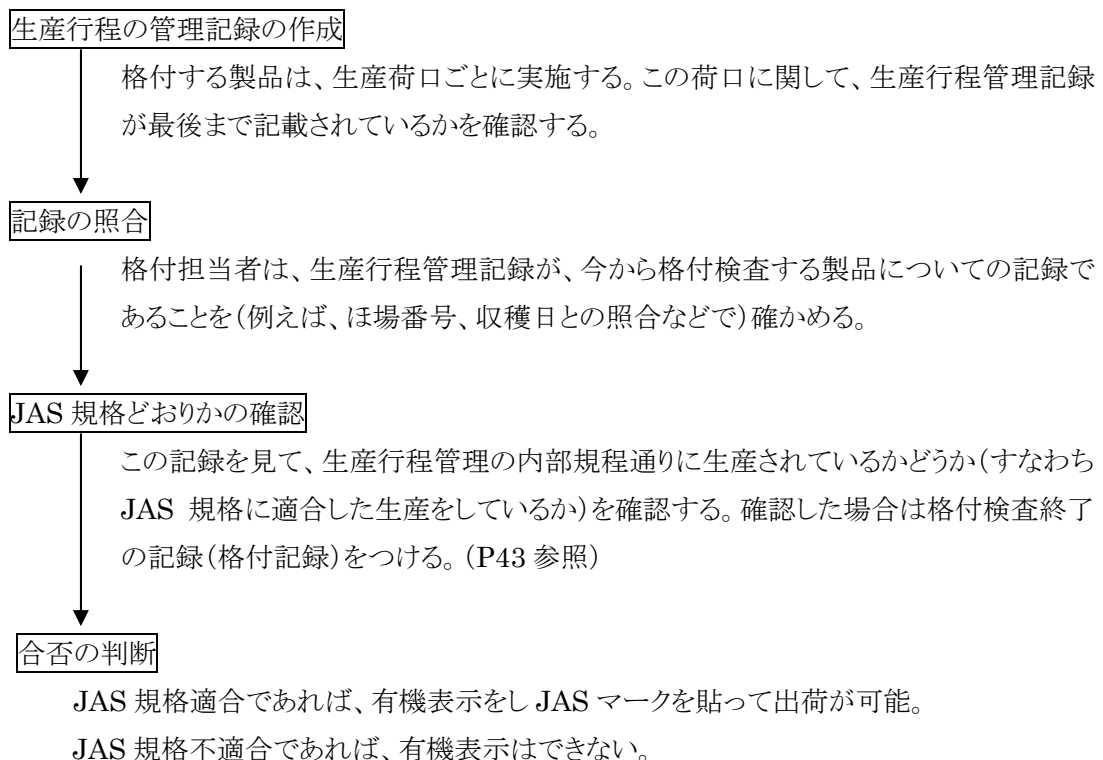 生産行程の管理記録の作成
格付する製品は、生産荷口ごとに実施する。この荷口に関して、生産行程管理記録
が最後まで記載されているかを確認する。
記録の照合
格付担当者は、生産行程管理記録が、今から格付検査する製品についての記録で
あることを(例えば、ほ場番号、収穫日との照合などで)確かめる。
JAS 規格どおりかの確認
この記録を見て、生産行程管理の内部規程通りに生産されているかどうか(すなわち
JAS 規格に適合した生産をしているか)を確認する。確認した場合は格付検査終了
の記録(格付記録)をつける。(P43 参照)
合否の判断
JAS 規格適合であれば、有機表示をし JAS マークを貼って出荷が可能。
JAS 規格不適合であれば、有機表示はできない。